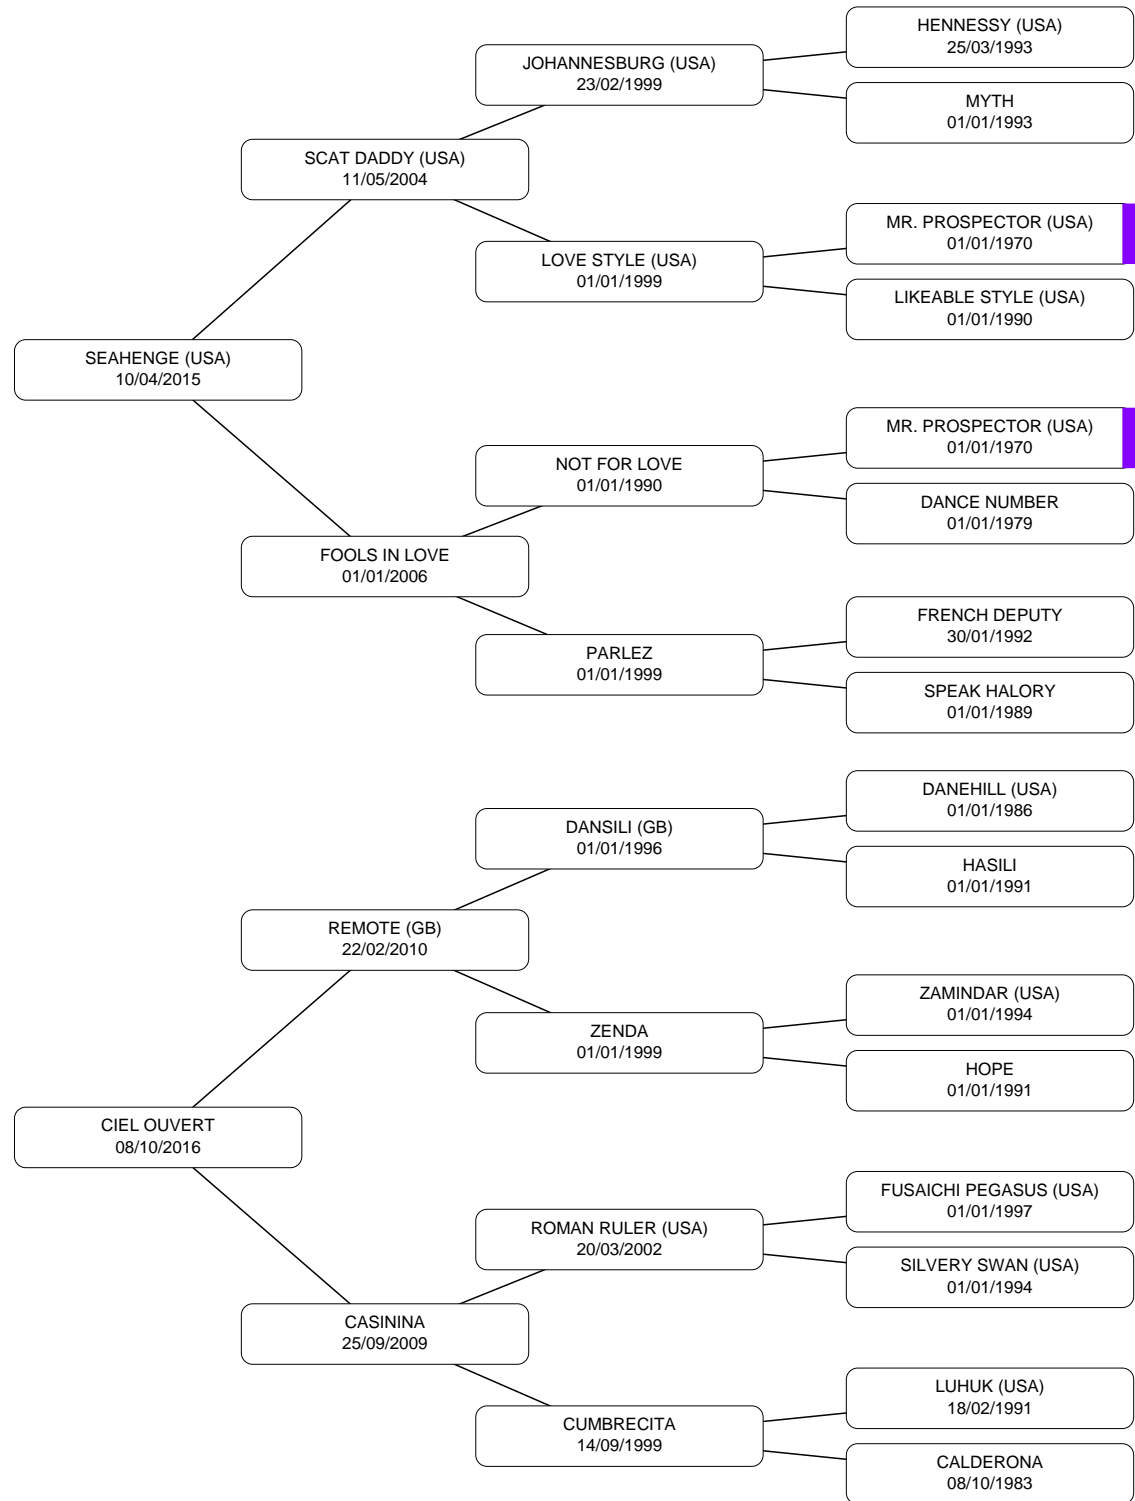 HENNESSY (USA)
25/03/1993
JOHANNESBURG (USA)
23/02/1999
MYTH
01/01/1993
SCAT DADDY (USA)
11/05/2004
MR. PROSPECTOR (USA)
01/01/1970
LOVE STYLE (USA)
01/01/1999
LIKEABLE STYLE (USA)
01/01/1990
SEAHENGE (USA)
10/04/2015
MR. PROSPECTOR (USA)
01/01/1970
NOT FOR LOVE
01/01/1990
DANCE NUMBER
01/01/1979
FOOLS IN LOVE
01/01/2006
FRENCH DEPUTY
30/01/1992
PARLEZ
01/01/1999
SPEAK HALORY
01/01/1989
DANEHILL (USA)
01/01/1986
DANSILI (GB)
01/01/1996
HASILI
01/01/1991
REMOTE (GB)
22/02/2010
ZAMINDAR (USA)
01/01/1994
ZENDA
01/01/1999
HOPE
01/01/1991
CIEL OUVERT
08/10/2016
FUSAICHI PEGASUS (USA)
01/01/1997
ROMAN RULER (USA)
20/03/2002
SILVERY SWAN (USA)
01/01/1994
CASININA
25/09/2009
LUHUK (USA)
18/02/1991
CUMBRECITA
14/09/1999
CALDERONA
08/10/1983